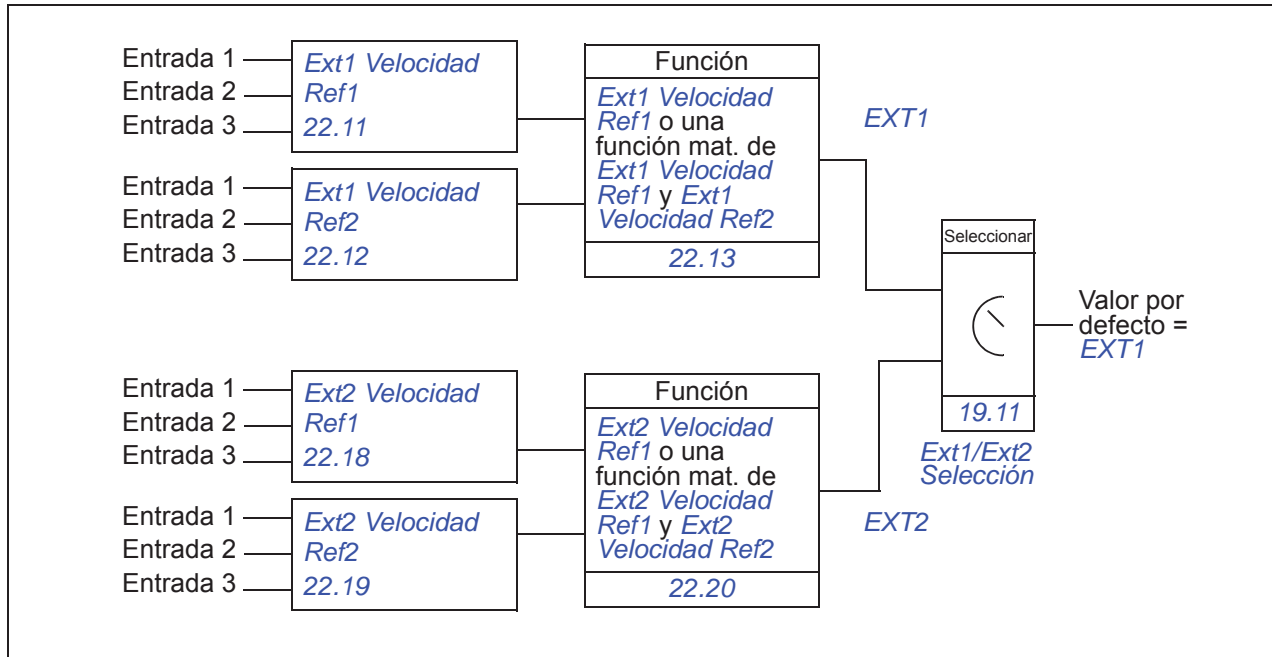 Entrada 1
Entrada 2
Entrada 3
Ext1 Velocidad
Ref1
22.11
Entrada 1
Entrada 2
Entrada 3
Ext1 Velocidad
Ref2
22.12
Función
Ext1 Velocidad
Ref1 o una
función mat. de
Ext1 Velocidad
Ref1 y Ext1
Velocidad Ref2
22.13
EXT1
Entrada 1
Entrada 2
Entrada 3
Ext2 Velocidad
Ref1
22.18
Entrada 1
Entrada 2
Entrada 3
Ext2 Velocidad
Ref2
22.19
Función
Ext2 Velocidad
Ref1 o una
función mat. de
Ext2 Velocidad
Ref1 y Ext2
Velocidad Ref2
22.20
EXT2
Seleccionar
19.11
Ext1/Ext2
Selección
Valor por
defecto =
EXT1